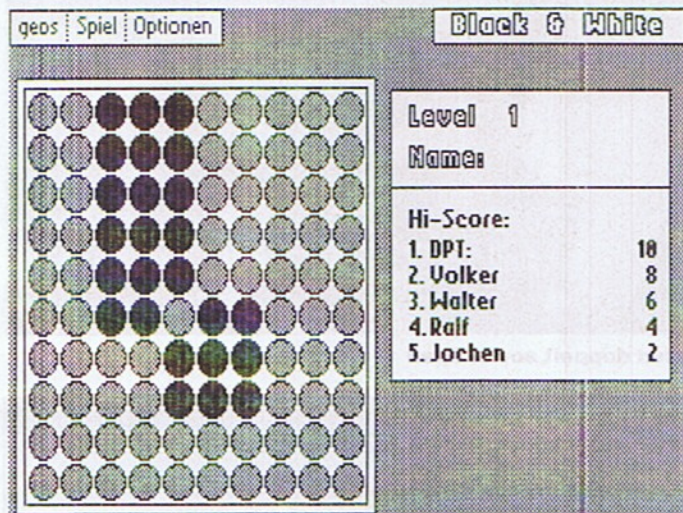 geos Spiel Optionen
Black & White
Level 1
Name:
Hi-Score:
1. DPT: 10
2. Volker 8
3. Walter 6
4. Ralf 4
5. Jochen 2